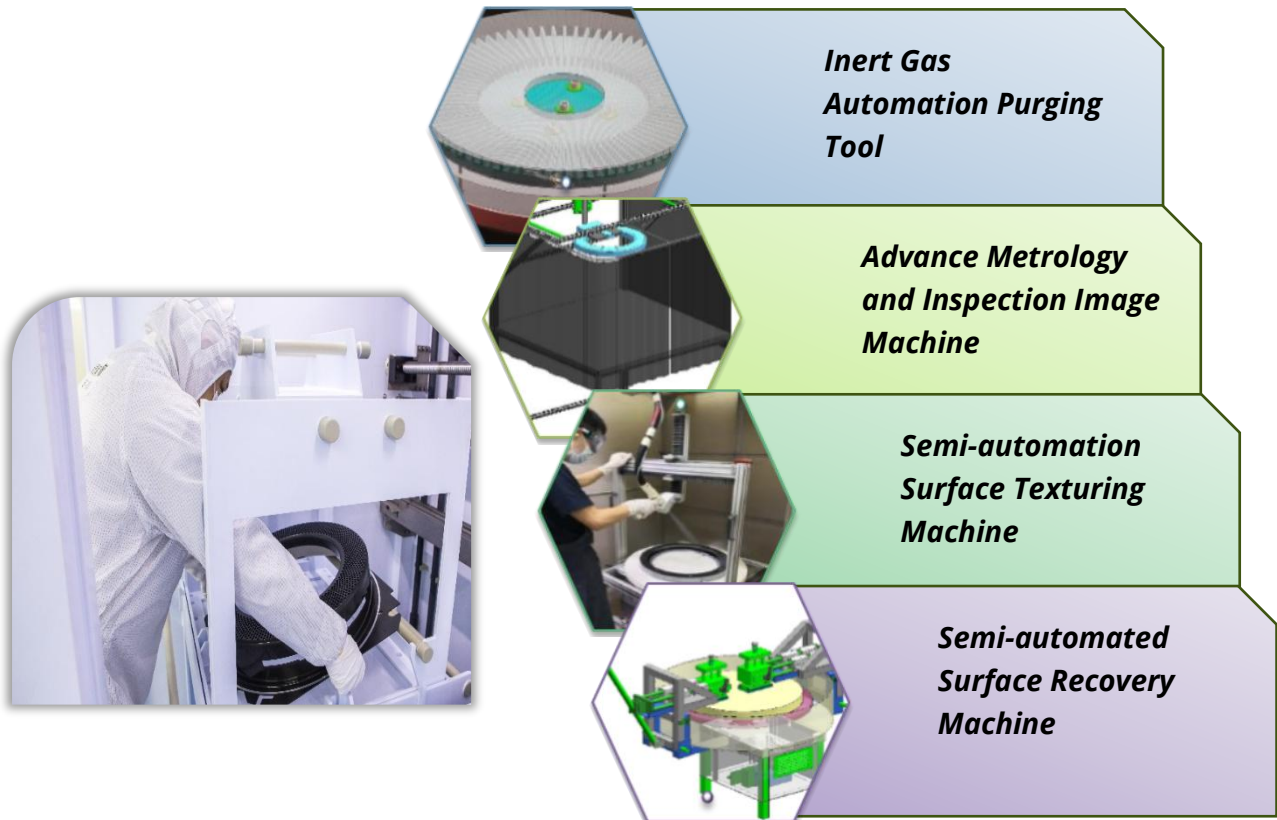 Inert Gas
Automation Purging
Tool
Advance Metrology
and Inspection Image
Machine
Semi-automation
Surface Texturing
Machine
Semi-automated
Surface Recovery
Machine